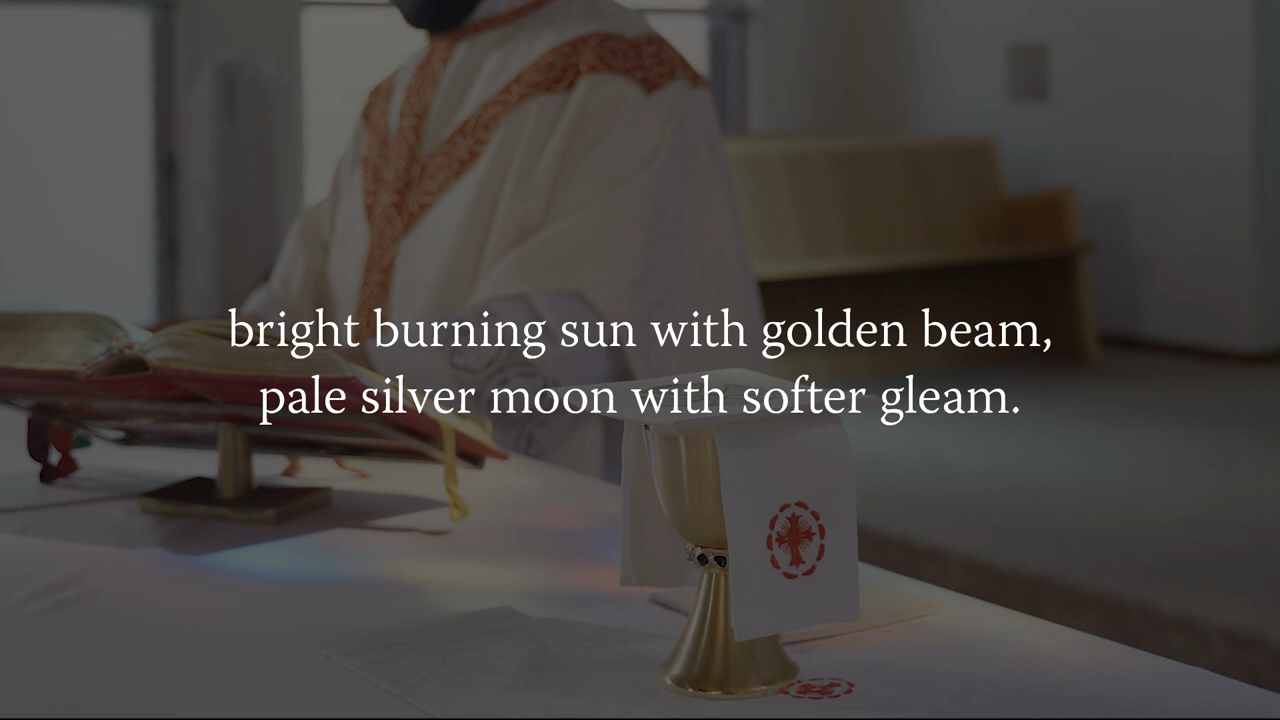 bright burning sun with golden beam,
pale silver moon with softer gleam.